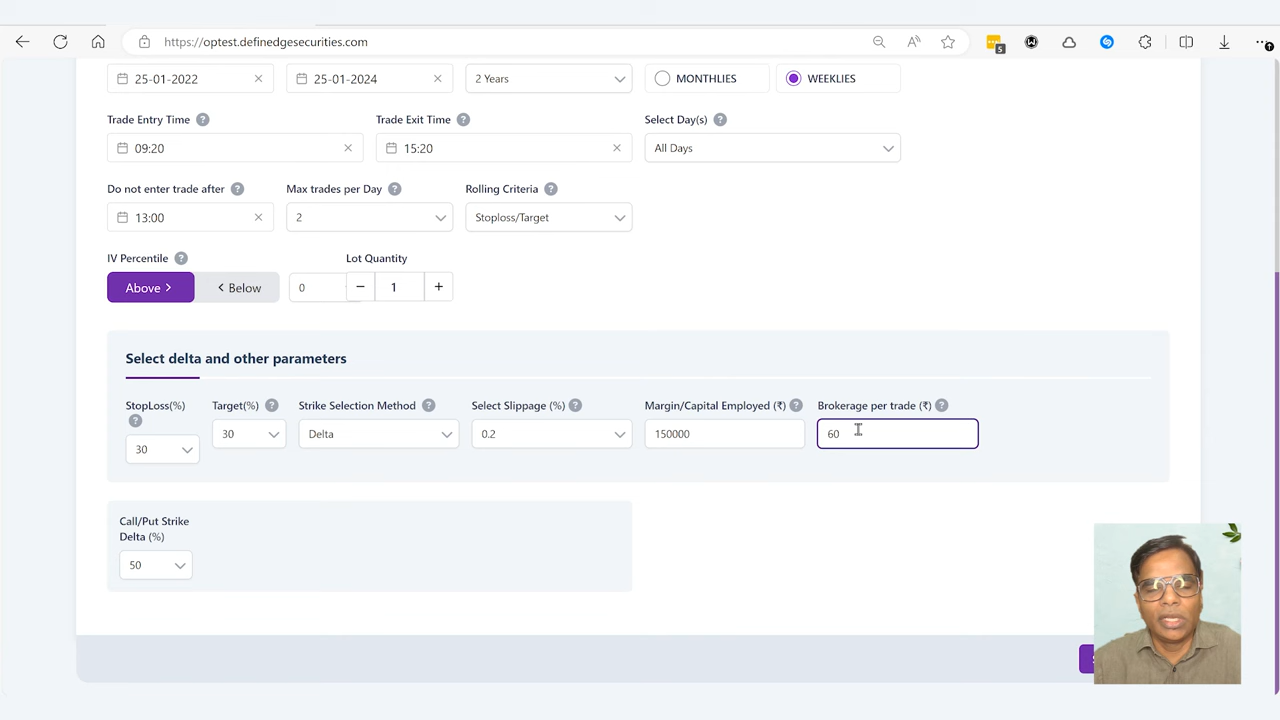 https://optest.definedgesecurities.com
5
25-01-2022
25-01-2024
2 Years
MONTHLIES
WEEKLIES
Trade Entry Time
Trade Exit Time
Select Day(s)
09:20
15:20
All Days
Do not enter trade after
Max trades per Day
Rolling Criteria
13:00
2
Stoploss/Target
IV Percentile
Lot Quantity
Above >
< Below
0
1
Select delta and other parameters
StopLoss(%)
Target(%)
Strike Selection Method
Select Slippage (%)
Margin/Capital Employed (₹)
Brokerage per trade (₹)
30
30
Delta
0.2
150000
60
Call/Put Strike
Delta (%)
50